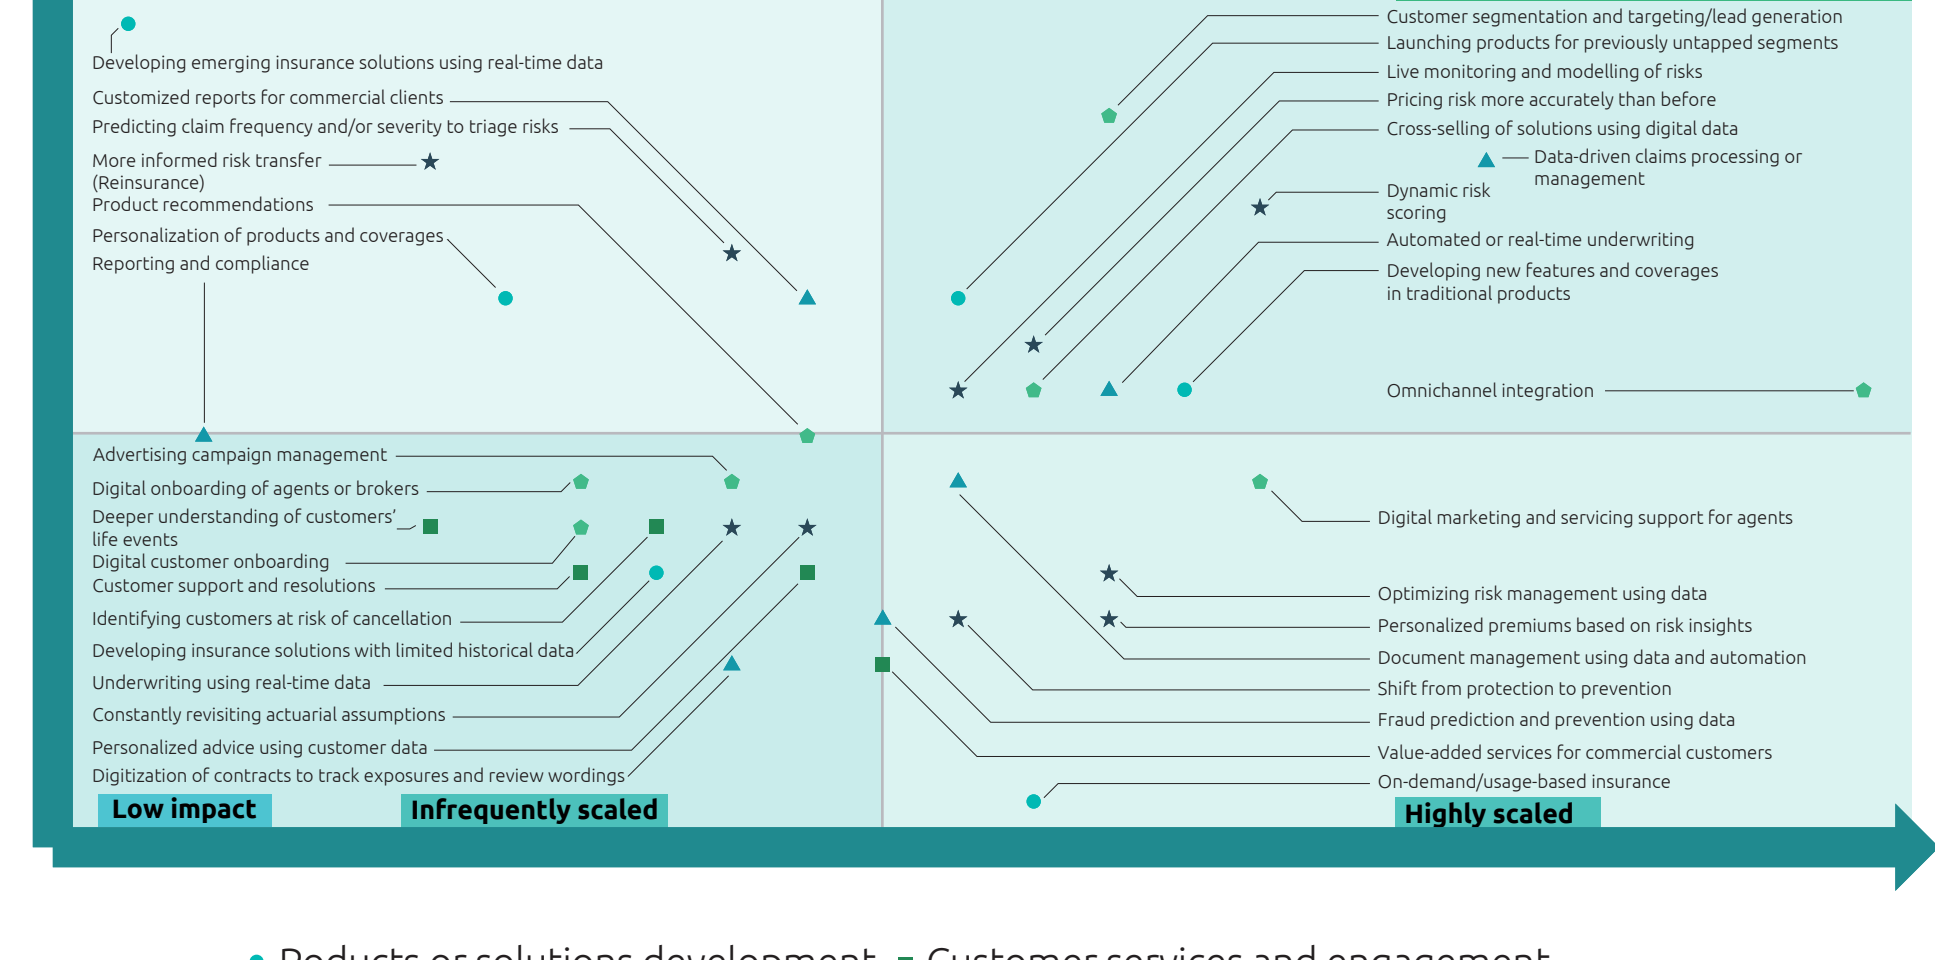 Developing emerging insurance solutions using real-time data
Customized reports for commercial clients
Predicting claim frequency and/or severity to triage risks
More informed risk transfer
(Reinsurance)
Product recommendations
Personalization of products and coverages
Reporting and compliance
Customer segmentation and targeting/lead generation
Launching products for previously untapped segments
Live monitoring and modelling of risks
Pricing risk more accurately than before
Cross-selling of solutions using digital data
Data-driven claims processing or
management
Dynamic risk
scoring
Automated or real-time underwriting
Developing new features and coverages
in traditional products
Omnichannel integration
Advertising campaign management
Digital onboarding of agents or brokers
Deeper understanding of customers’
life events
Digital customer onboarding
Customer support and resolutions
Identifying customers at risk of cancellation
Developing insurance solutions with limited historical data
Underwriting using real-time data
Constantly revisiting actuarial assumptions
Personalized advice using customer data
Digitization of contracts to track exposures and review wordings
Digital marketing and servicing support for agents
Optimizing risk management using data
Personalized premiums based on risk insights
Document management using data and automation
Shift from protection to prevention
Fraud prediction and prevention using data
Value-added services for commercial customers
On-demand/usage-based insurance
Low impact
Infrequently scaled
Highly scaled
Poducts or solutions development
Customer services and engagement